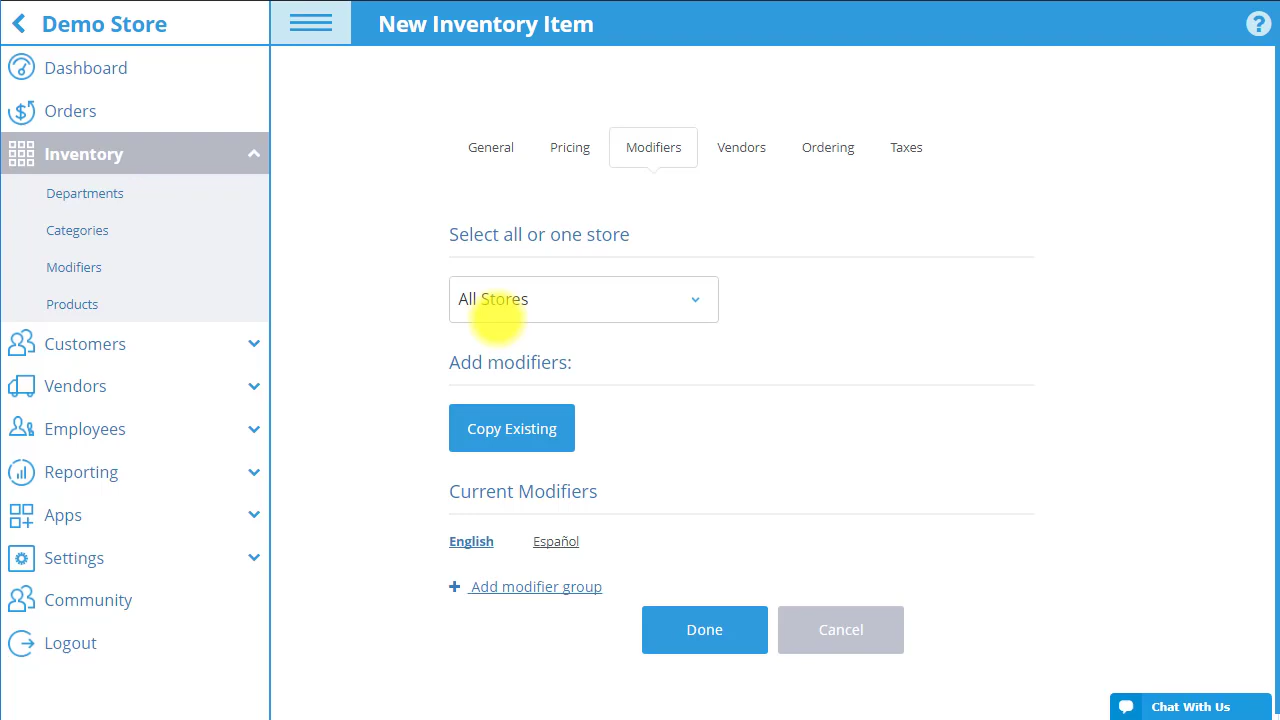 Demo Store
New Inventory Item
?
Dashboard
Orders
Inventory
Departments
Categories
Modifiers
Products
Customers
Vendors
Employees
Reporting
Apps
Settings
Community
Logout
General Pricing Modifiers Vendors Ordering Taxes
Select all or one store
All Stores
Add modifiers:
Copy Existing
Current Modifiers
English Español
+ Add modifier group
Done Cancel
Chat With Us